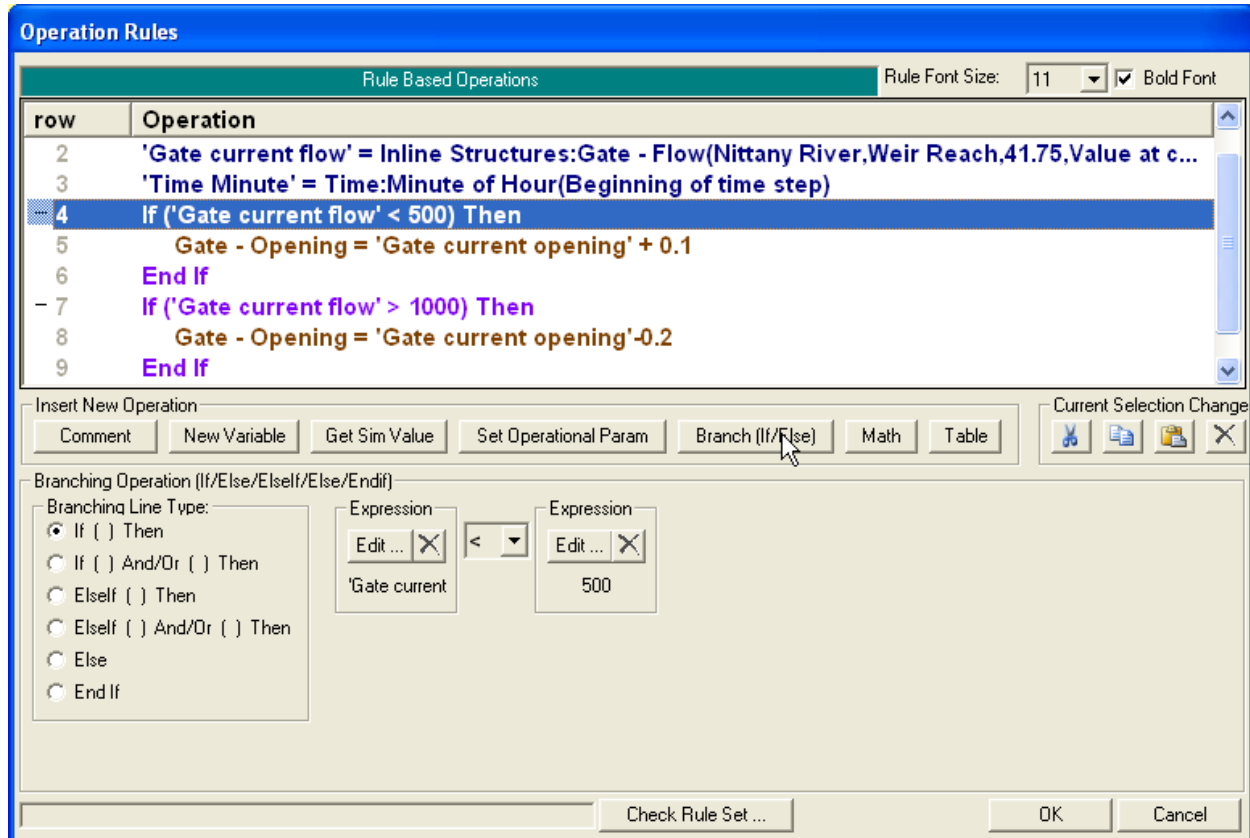 Operation Rules
Rule Based Operations Rule Font Size: 11 Bold Font
row Operation
2 'Gate current flow' = Inline Structures:Gate - Flow(Nittany River,Weir Reach,41.75,Value at c...
3 'Time Minute' = Time:Minute of Hour(Beginning of time step)
4 If ('Gate current flow' < 500) Then
5 Gate - Opening = 'Gate current opening' + 0.1
6 End If
7 If ('Gate current flow' > 1000) Then
8 Gate - Opening = 'Gate current opening'-0.2
9 End If
Insert New Operation Current Selection Change
Comment New Variable Get Sim Value Set Operational Param Branch (If/Else) Math Table
Branching Operation (If/Else/ElseIf/Else/Endif)
Branching Line Type: Expression Expression
If ( ) Then Edit ... < Edit ...
If ( ) And/Or ( ) Then 'Gate current 500
ElseIf ( ) Then
ElseIf ( ) And/Or ( ) Then
Else
End If
Check Rule Set ... OK Cancel